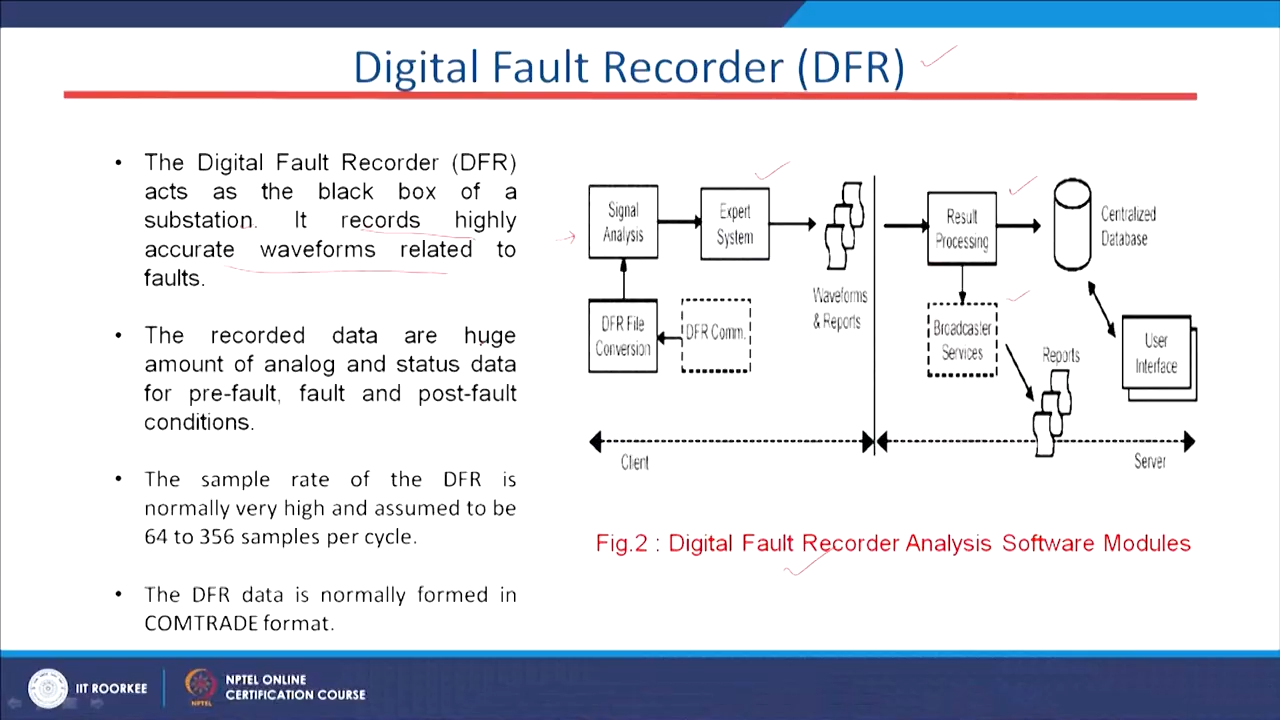 Digital Fault Recorder (DFR)
• The Digital Fault Recorder (DFR)
acts as the black box of a
substation. It records highly
accurate waveforms related to
faults.
• The recorded data are huge
amount of analog and status data
for pre-fault, fault and post-fault
conditions.
• The sample rate of the DFR is
normally very high and assumed to be
64 to 356 samples per cycle.
• The DFR data is normally formed in
COMTRADE format.
Signal
Analysis
Expert
System
Waveforms
& Reports
DFR File
Conversion
DFR Comm.
Client
Result
Processing
Centralized
Database
Broadcaster
Services
Reports
User
Interface
Server
Fig.2 : Digital Fault Recorder Analysis Software Modules
IIT ROORKEE
NPTEL
NPTEL ONLINE
CERTIFICATION COURSE